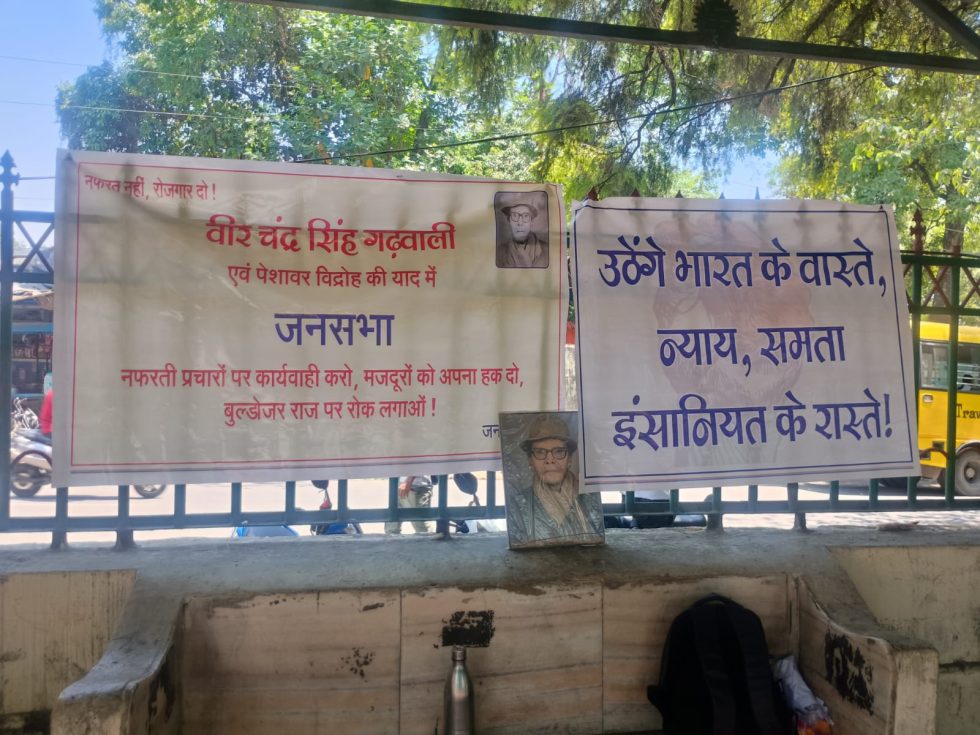 नफरत नहीं, रोजगार दो !
वीर चंद्र सिंह गढ़वाली
एवं पेशावर विद्रोह की याद में
जनसभा
नफरती प्रचारों पर कार्यवाही करो, मजदूरों को अपना हक दो,
बुल्डोजर राज पर रोक लगाओं !
उठेंगे भारत के वास्ते,
न्याय, समता
इंसानियत के रास्ते!